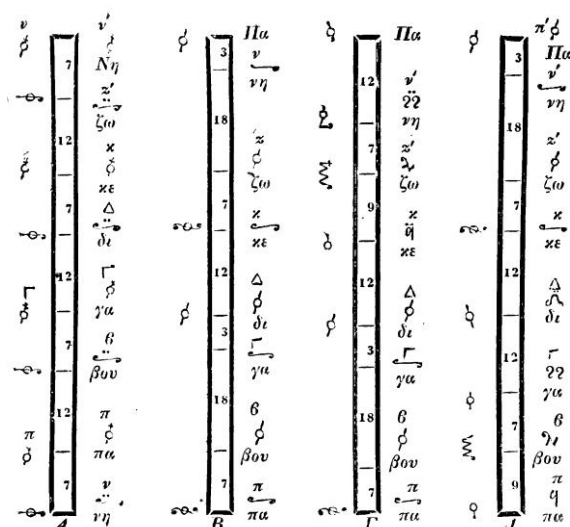 ν ν'
7
Νη
z'
ζω
12
ϰ
ϰε
7
Δ
δι
12
Γ Γ
γα
7
β
βου
12
π π
πα
7
ν
νη
Α
Πα
3
ν
νη
18
z
ζω
7
ϰ
ϰε
12
Δ
δι
3
Γ
γα
18
β
βου
7
π
πα
Β
Πα
12
ν'
νη
7
z'
ζω
9
ϰ
ϰε
12
Δ
δι
3
Γ
γα
18
β
βου
7
π
πα
Γ
π'
3
Πα
ν'
νη
18
z'
ζω
7
ϰ
ϰε
12
Δ
δι
12
Γ
γα
7
β
βου
9
π
πα